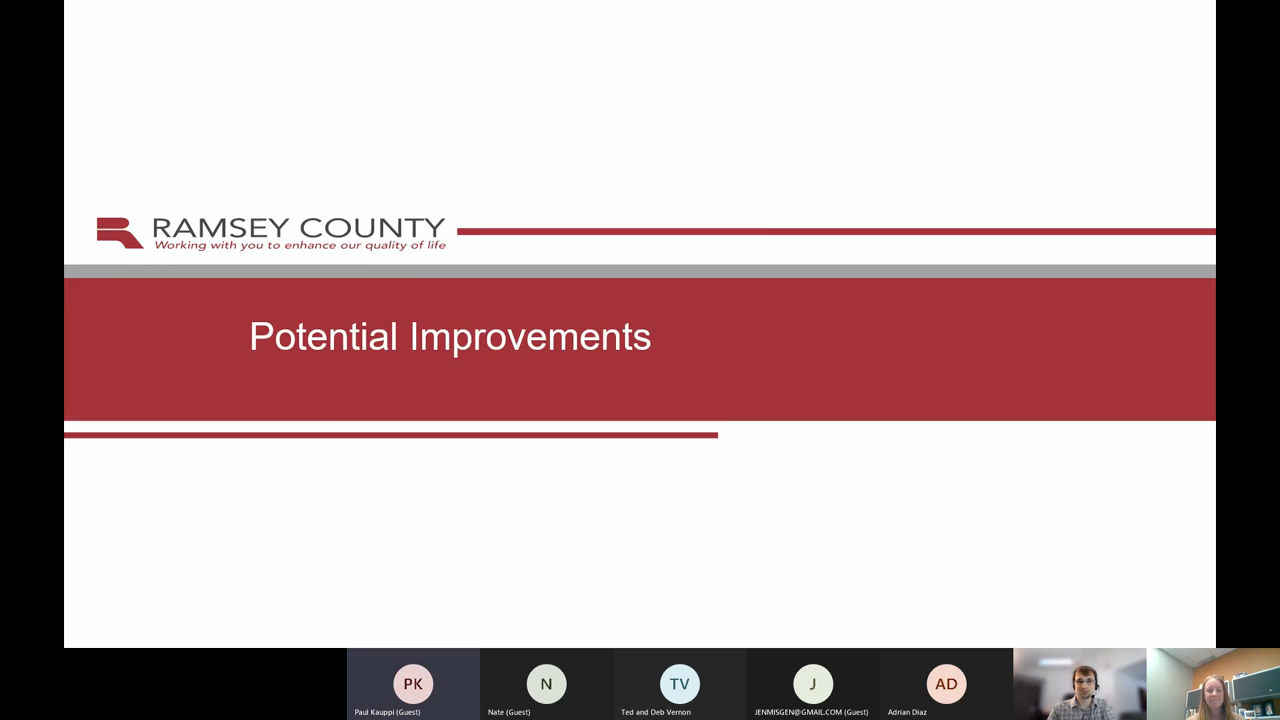 RAMSEY COUNTY
Working with you to enhance our quality of life
Potential Improvements
PK
N
TV
J
AD
Paul Kauppi (Guest)
Nate (Guest)
Ted and Deb Vernon
JENMISGEN@GMAIL.COM (Guest)
Adrian Diaz